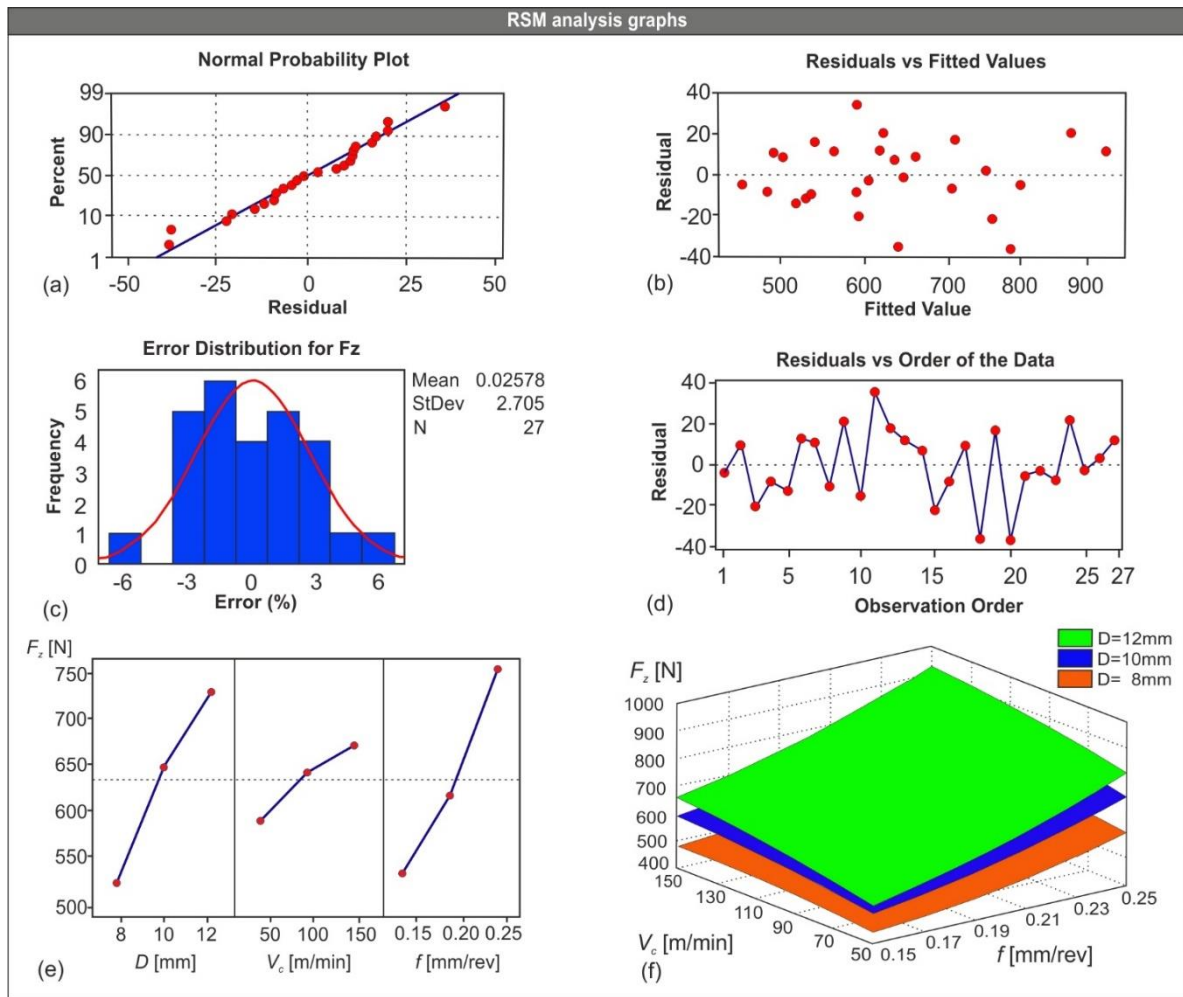 RSM analysis graphs
Normal Probability Plot
99
90
50
10
1
Percent
-50 -25 0 25 50
Residual
(a)
Residuals vs Fitted Values
40
20
0
-20
-40
Residual
500 600 700 800 900
Fitted Value
(b)
Error Distribution for Fz
6
5
4
3
2
1
0
Frequency
Mean 0.02578
StDev 2.705
N 27
-6 -3 0 3 6
Error (%)
(c)
Residuals vs Order of the Data
40
20
0
-20
-40
Residual
1 5 10 15 20 25 27
Observation Order
(d)
Fz [N]
750
700
650
600
550
500
8 10 12 50 100 150 0.15 0.20 0.25
D [mm] Vc [m/min] f [mm/rev]
(e)
D=12mm
D=10mm
D= 8mm
Fz [N]
1000
900
800
700
600
500
400
150 130 110 90 70 50
0.15 0.17 0.19 0.21 0.23 0.25
Vc [m/min] f [mm/rev]
(f)